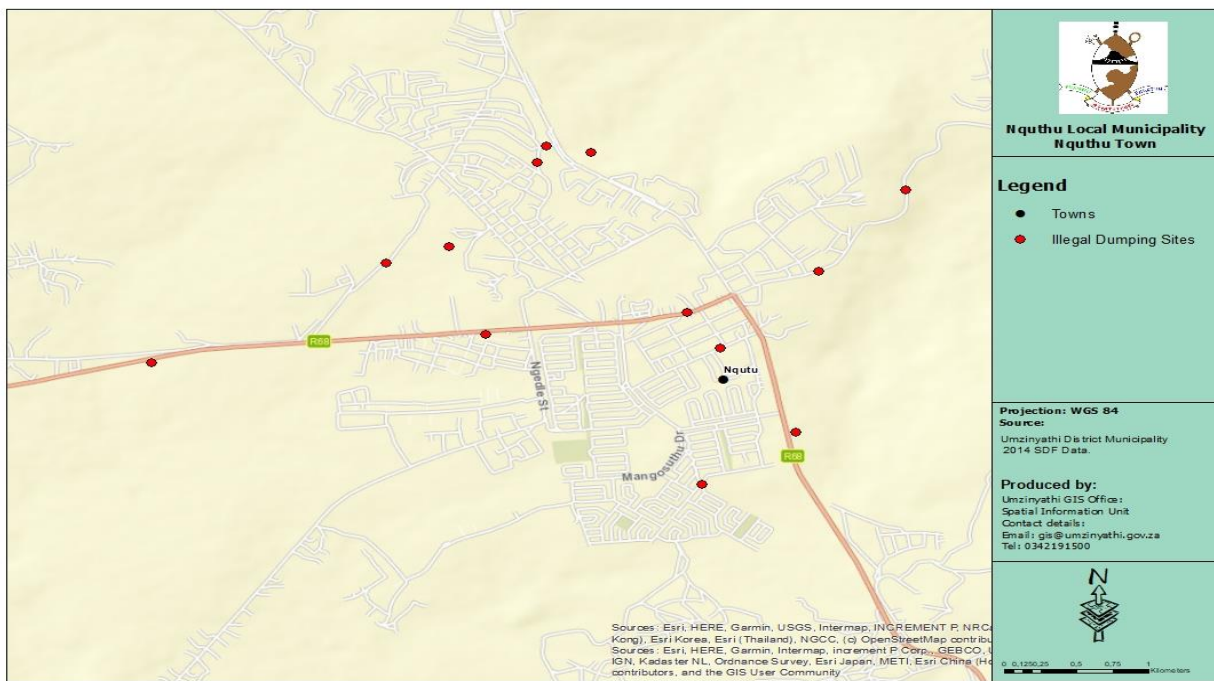 Nquthu Local Municipality
Nquthu Town
Legend
Towns
Illegal Dumping Sites
Projection: WGS 84
Source:
Umzinyathi District Municipality
2014 SDF Data.
Produced by:
Umzinyathi GIS Office:
Spatial Information Unit
Contact details:
Email: gis@umzinyathi.gov.za
Tel: 0342191500
N
0 0,125 0,25 0,5 0,75 1
Kilometers
R68
Ngedle St
Nqutu
Mangosuthu Dr
R68
Sources: Esri, HERE, Garmin, USGS, Intermap, INCREMENT P, NRCa
Kong), Esri Korea, Esri (Thailand), NGCC, (c) OpenStreetMap contribu
Sources: Esri, HERE, Garmin, Intermap, increment P Corp., GEBCO, U
IGN, Kadaster NL, Ordnance Survey, Esri Japan, METI, Esri China (Ho
contributors, and the GIS User Community